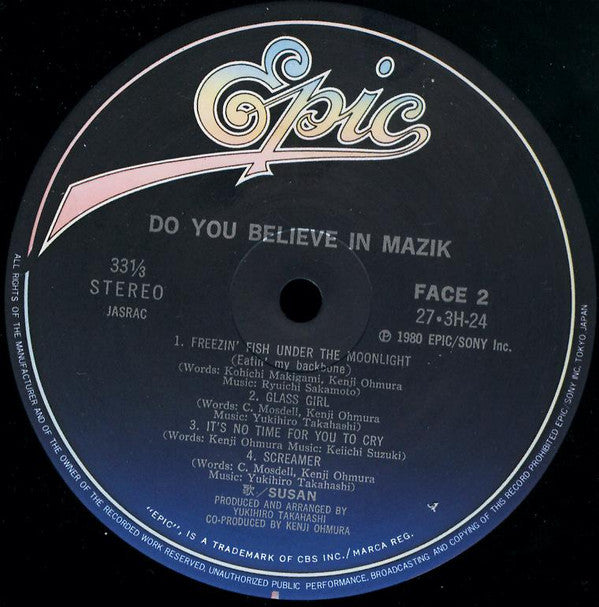 Epic
DO YOU BELIEVE IN MAZIK
33⅓
STEREO
JASRAC
FACE 2
27・3H-24
Ⓟ 1980 EPIC/SONY Inc.
1. FREEZIN' FISH UNDER THE MOONLIGHT
(Eatin' my backbone)
(Words: Kohichi Makigami, Kenji Ohmura
Music: Ryuichi Sakamoto)
2. GLASS GIRL
(Words: C. Mosdell, Kenji Ohmura
Music: Yukihiro Takahashi)
3. IT'S NO TIME FOR YOU TO CRY
(Words: Kenji Ohmura Music: Keiichi Suzuki)
4. SCREAMER
(Words: C. Mosdell, Kenji Ohmura
Music: Yukihiro Takahashi)
歌/SUSAN
PRODUCED AND ARRANGED BY
YUKIHIRO TAKAHASHI
CO-PRODUCED BY KENJI OHMURA
"EPIC", IS A TRADEMARK OF CBS INC./MARCA REG.
ALL RIGHTS OF THE MANUFACTURER AND OF THE OWNER OF THE RECORDED WORK RESERVED. UNAUTHORIZED PUBLIC PERFORMANCE, BROADCASTING AND COPYING OF THIS RECORD PROHIBITED EPIC/SONY INC. TOKYO JAPAN